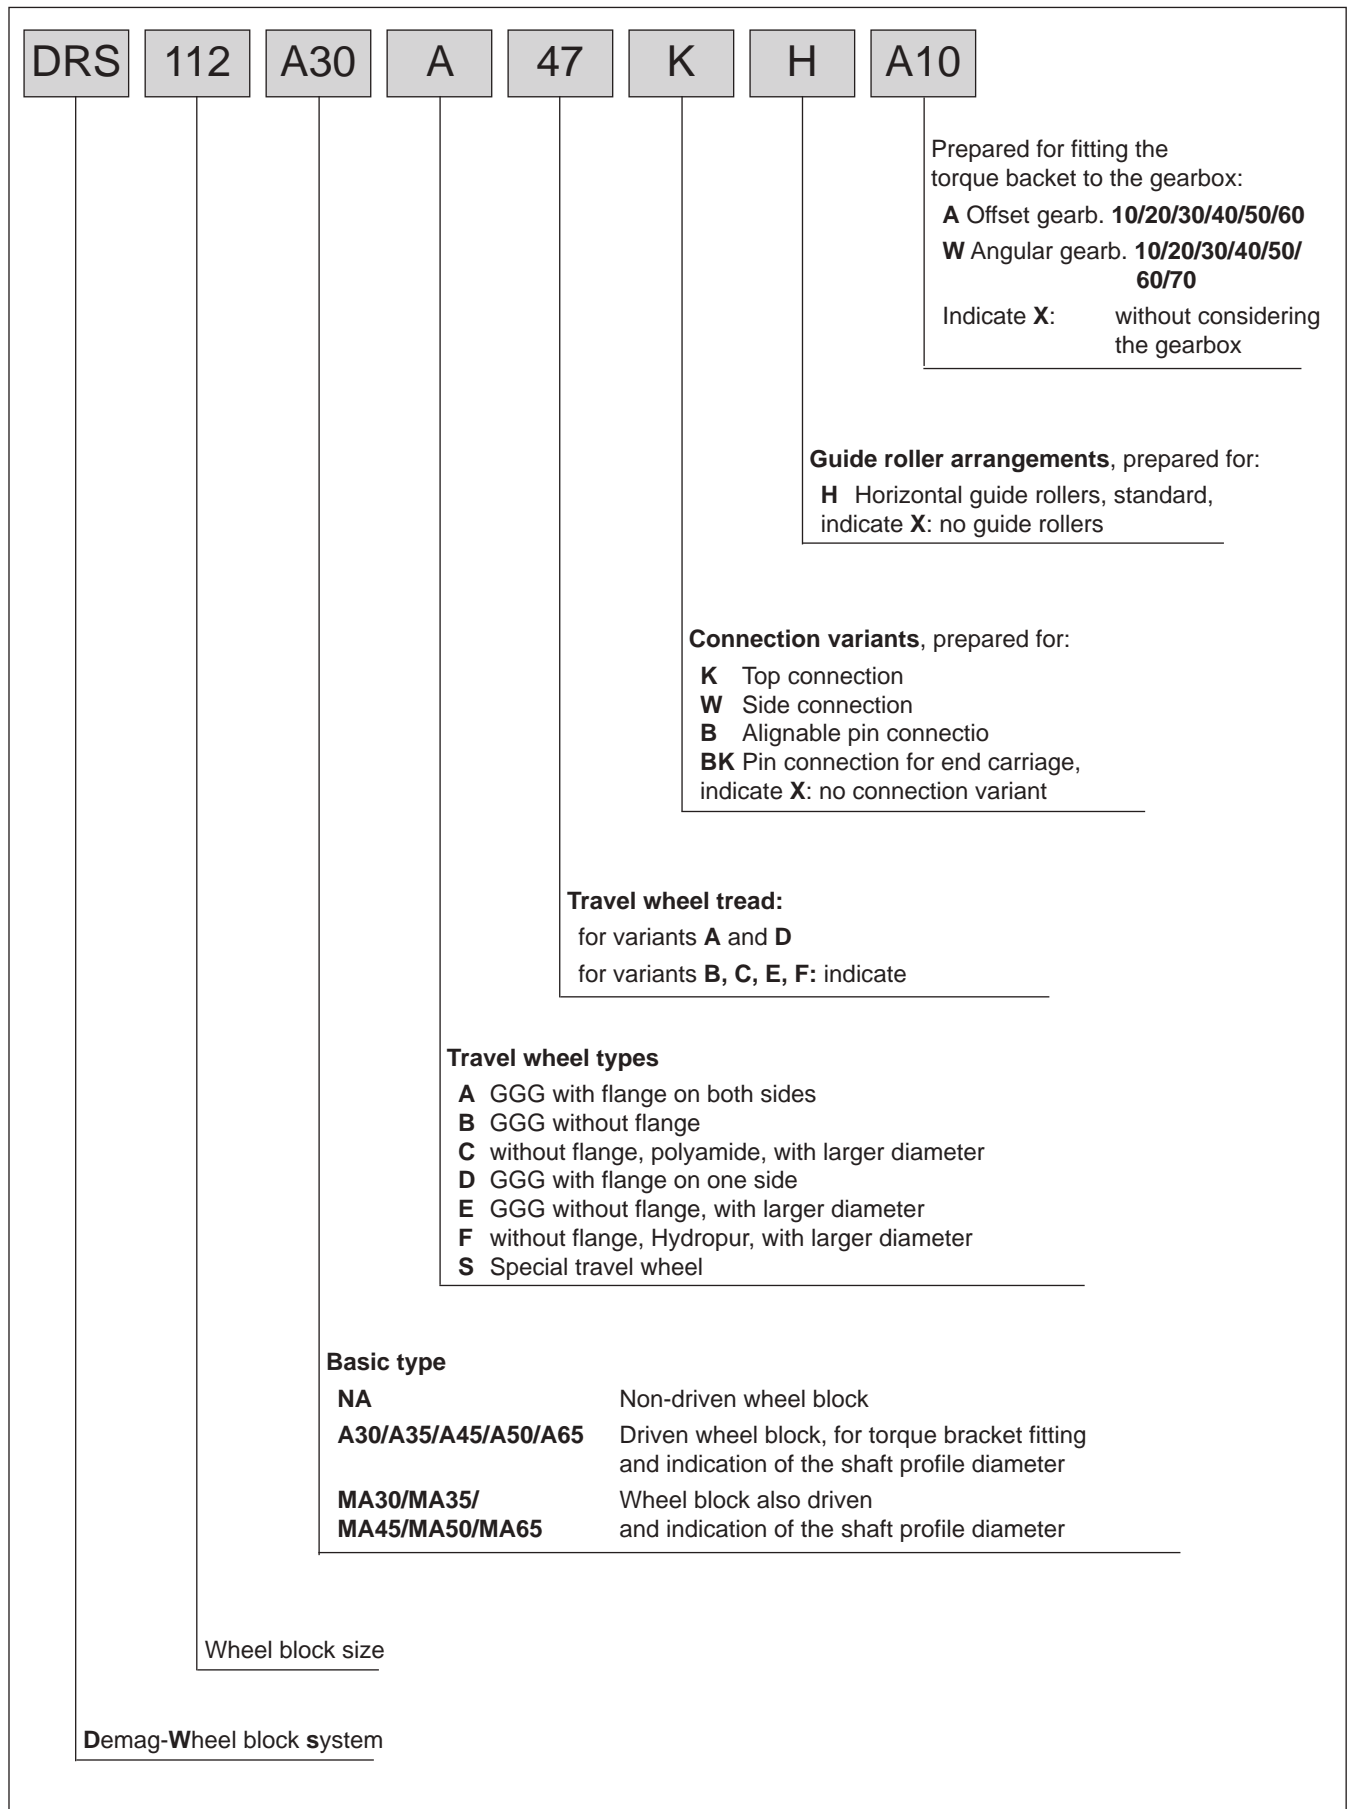 DRS 112 A30 A 47 K H A10
Prepared for fitting the
torque backet to the gearbox:
A Offset gearb. 10/20/30/40/50/60
W Angular gearb. 10/20/30/40/50/
60/70
Indicate X: without considering
the gearbox
Guide roller arrangements, prepared for:
H Horizontal guide rollers, standard,
indicate X: no guide rollers
Connection variants, prepared for:
K Top connection
W Side connection
B Alignable pin connectio
BK Pin connection for end carriage,
indicate X: no connection variant
Travel wheel tread:
for variants A and D
for variants B, C, E, F: indicate
Travel wheel types
A GGG with flange on both sides
B GGG without flange
C without flange, polyamide, with larger diameter
D GGG with flange on one side
E GGG without flange, with larger diameter
F without flange, Hydropur, with larger diameter
S Special travel wheel
Basic type
NA Non-driven wheel block
A30/A35/A45/A50/A65 Driven wheel block, for torque bracket fitting
and indication of the shaft profile diameter
MA30/MA35/ Wheel block also driven
MA45/MA50/MA65 and indication of the shaft profile diameter
Wheel block size
Demag-Wheel block system